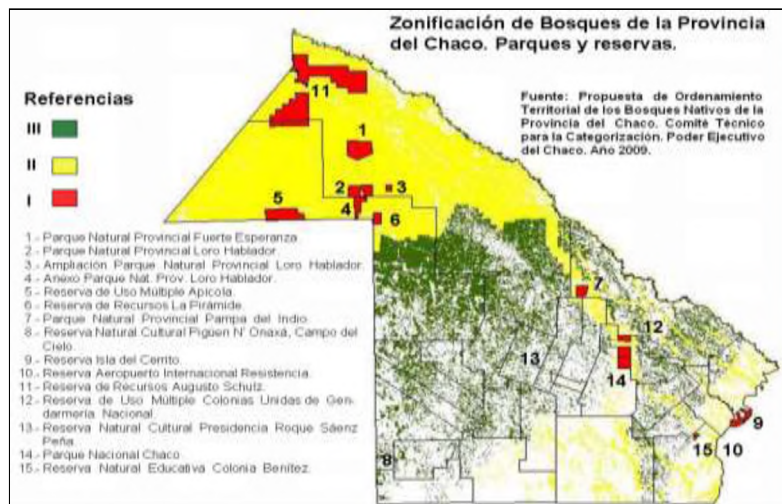 Zonificación de Bosques de la Provincia
del Chaco. Parques y reservas.
Fuente: Propuesta de Ordenamiento
Territorial de los Bosques Nativos de la
Provincia del Chaco. Comité Técnico
para la Categorización. Poder Ejecutivo
del Chaco. Año 2009.
Referencias
III
II
I
1.- Parque Natural Provincial Fuerte Esperanza
2.- Parque Natural Provincial Loro Hablador.
3.- Ampliación Parque Natural Provincial Loro Hablador.
4.- Anexo Parque Nat. Prov. Loro Hablador.
5.- Reserva de Uso Múltiple Apícola.
6.- Reserva de Recursos La Pirámide.
7.- Parque Natural Provincial Pampa del Indio.
8.- Reserva Natural Cultural Pigüen N' Onaxá, Campo del
Cielo.
9.- Reserva Isla del Cerrito.
10.- Reserva Aeropuerto Internacional Resistencia.
11.- Reserva de Recursos Augusto Schulz.
12.- Reserva de Uso Múltiple Colonias Unidas de Gen-
darmería Nacional.
13.- Reserva Natural Cultural Presidencia Roque Sáenz
Peña.
14.- Parque Nacional Chaco
15.- Reserva Natural Educativa Colonia Benítez.
11
1
2
3
5
4
6
7
12
13
14
9
15
10
8